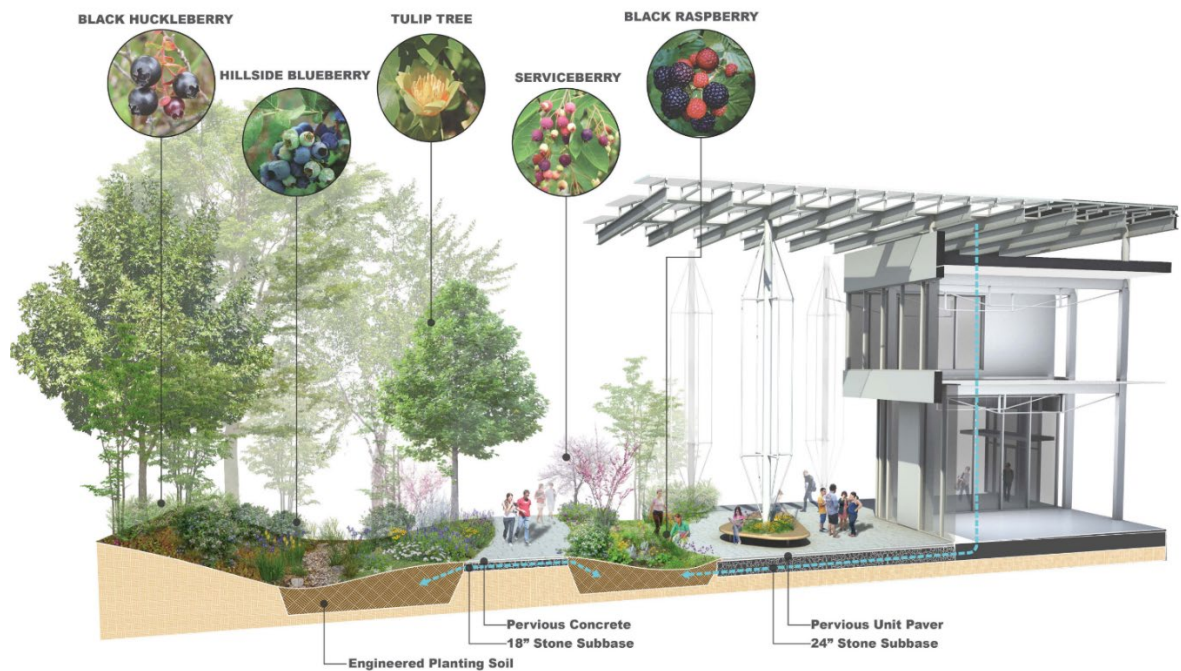 BLACK HUCKLEBERRY
TULIP TREE
BLACK RASPBERRY
HILLSIDE BLUEBERRY
SERVICEBERRY
Pervious Concrete
18” Stone Subbase
Engineered Planting Soil
Pervious Unit Paver
24” Stone Subbase